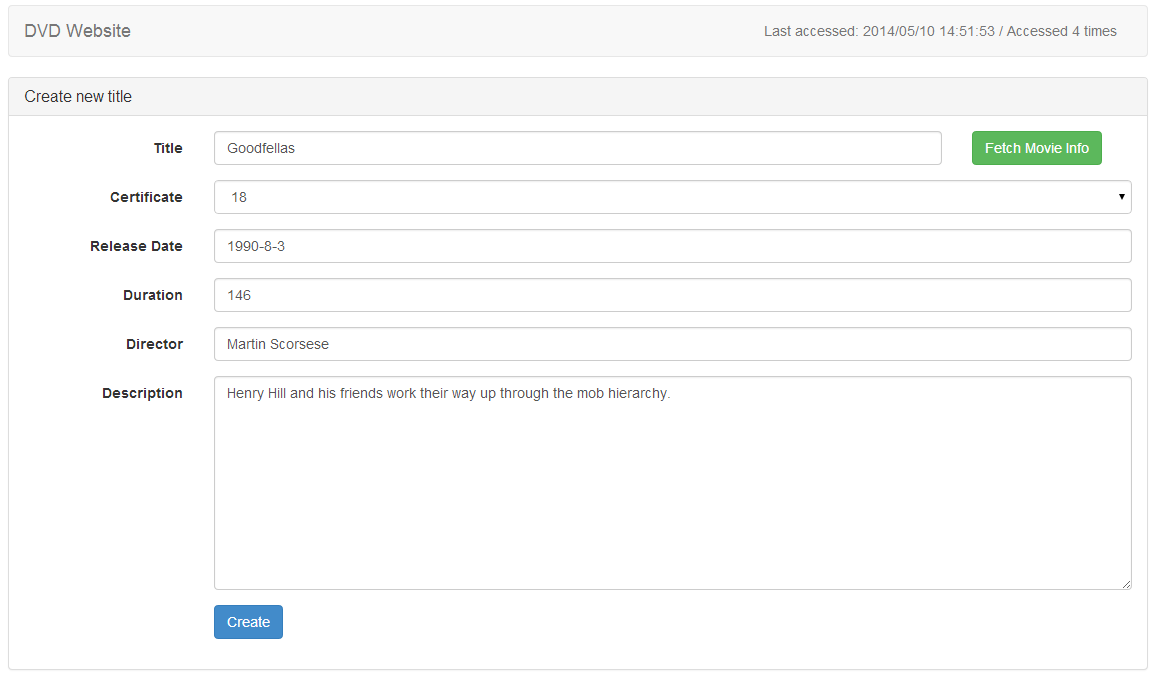 DVD Website
Last accessed: 2014/05/10 14:51:53 / Accessed 4 times
Create new title
Title
Goodfellas
Fetch Movie Info
Certificate
18
Release Date
1990-8-3
Duration
146
Director
Martin Scorsese
Description
Henry Hill and his friends work their way up through the mob hierarchy.
Create